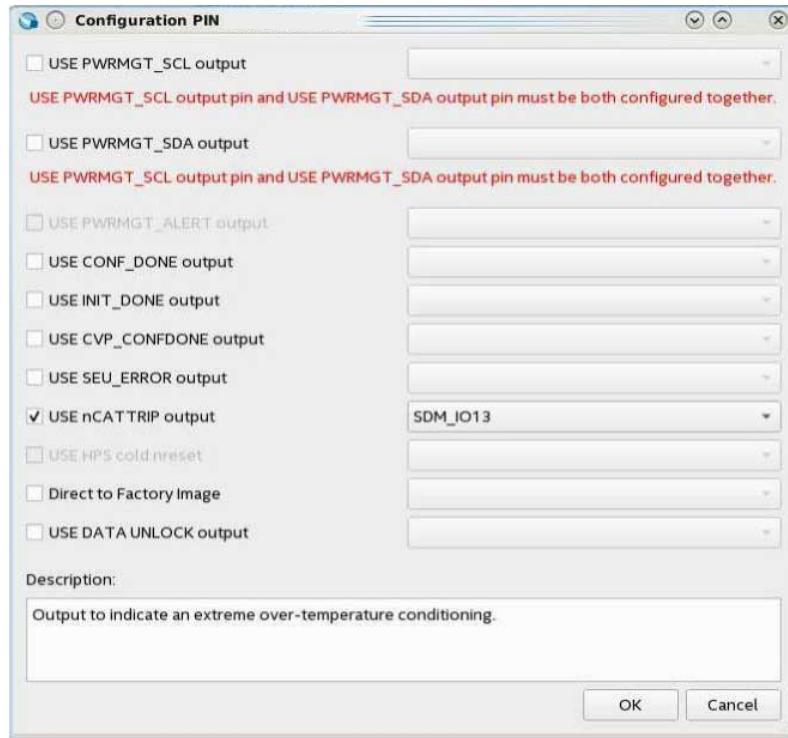 Configuration PIN
USE PWRMGT_SCL output
USE PWRMGT_SCL output pin and USE PWRMGT_SDA output pin must be both configured together.
USE PWRMGT_SDA output
USE PWRMGT_SCL output pin and USE PWRMGT_SDA output pin must be both configured together.
USE PWRMGT_ALERT output
USE CONF_DONE output
USE INIT_DONE output
USE CVP_CONFDONE output
USE SEU_ERROR output
USE nCATTRIP output SDM_IO13
USE HPS cold nreset
Direct to Factory Image
USE DATA UNLOCK output
Description:
Output to indicate an extreme over-temperature conditioning.
OK Cancel